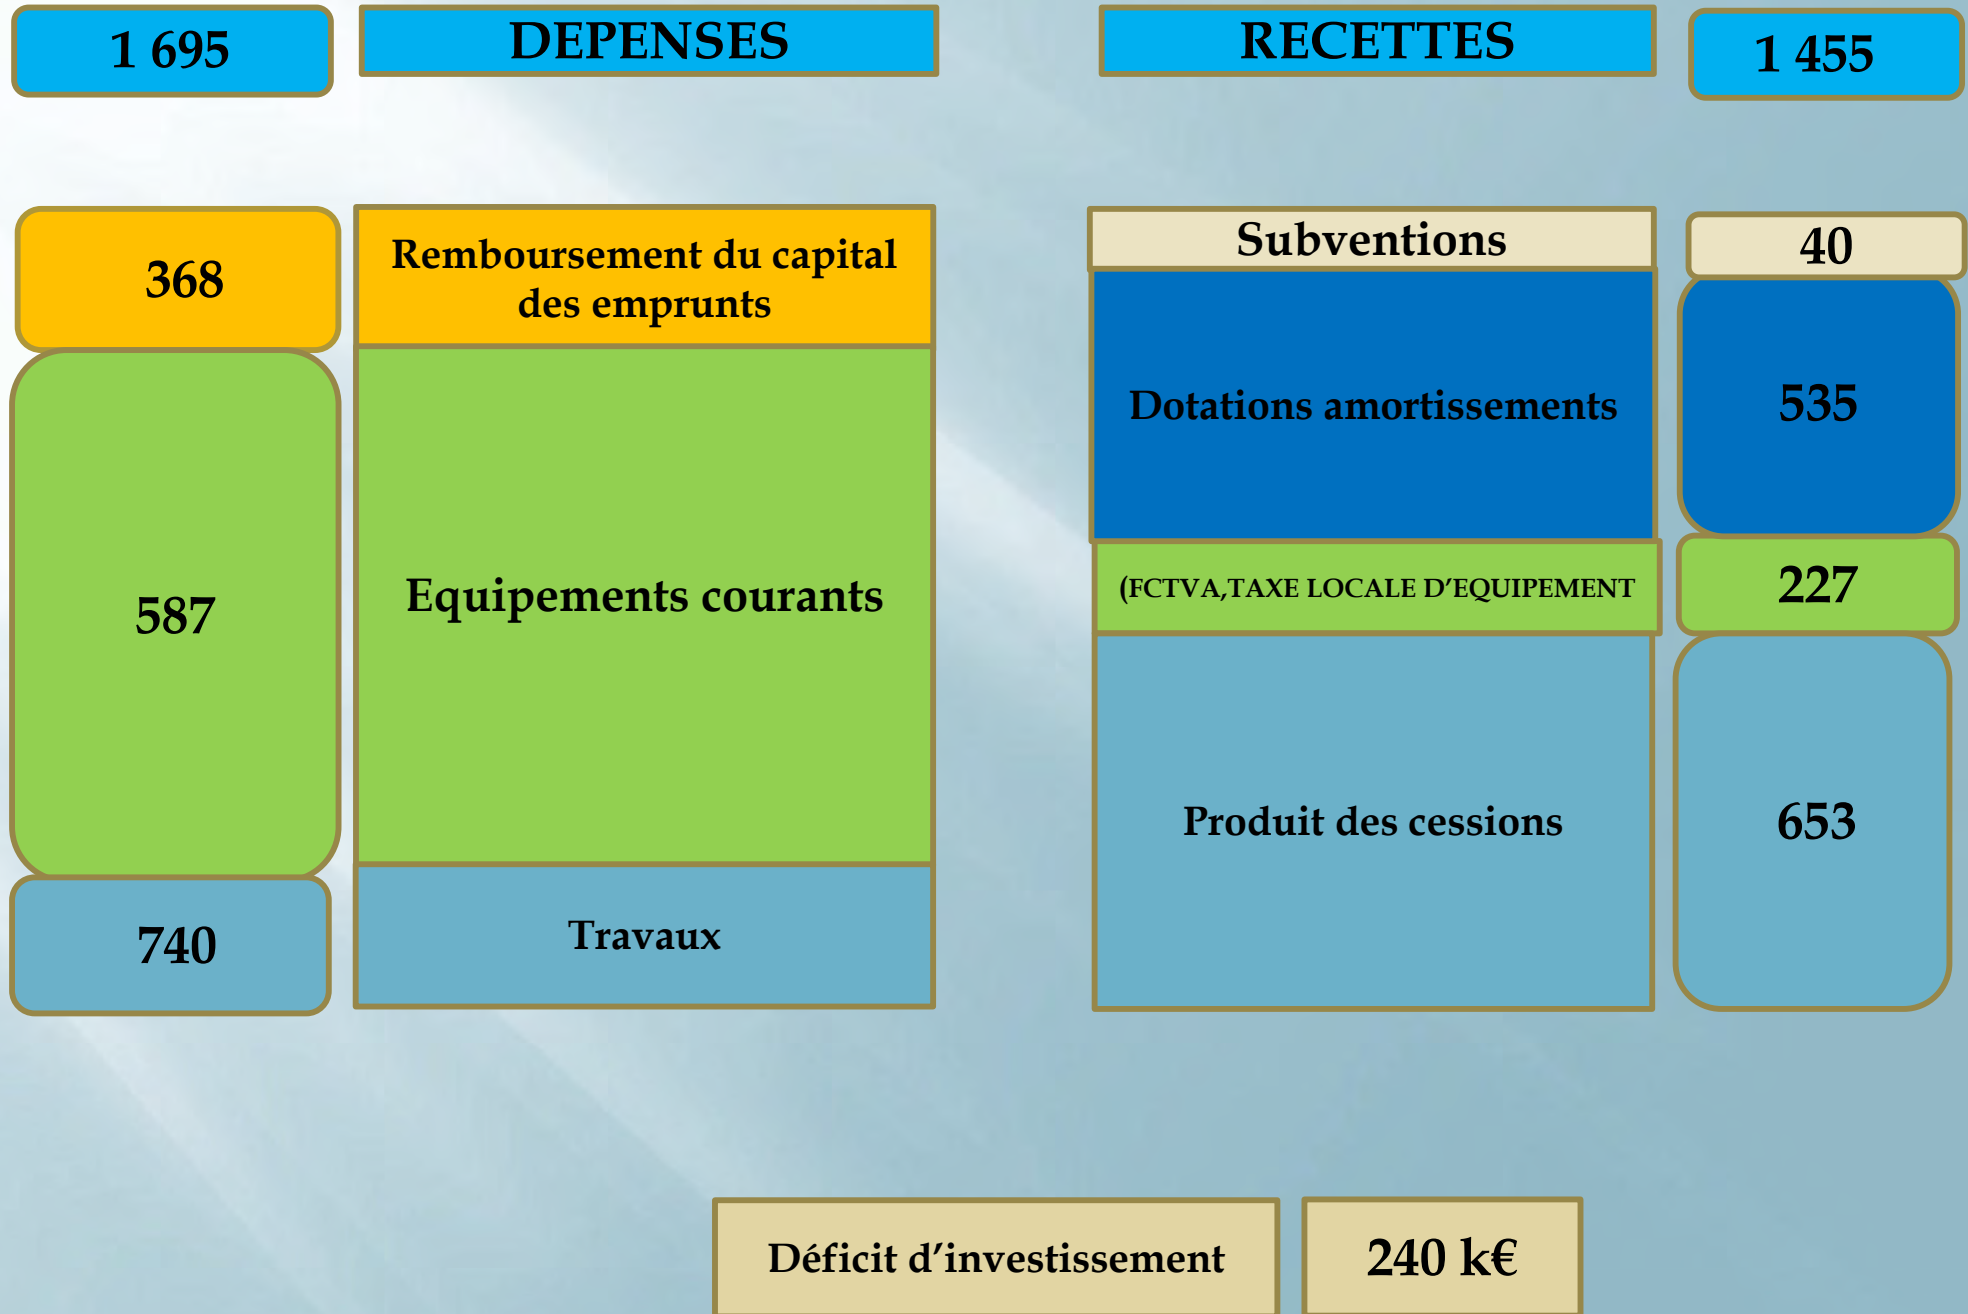 1 695
DEPENSES
RECETTES
1 455
368
Remboursement du capital
des emprunts
587
Equipements courants
740
Travaux
Subventions
40
Dotations amortissements
535
(FCTVA,TAXE LOCALE D’EQUIPEMENT
227
Produit des cessions
653
Déficit d’investissement
240 k€